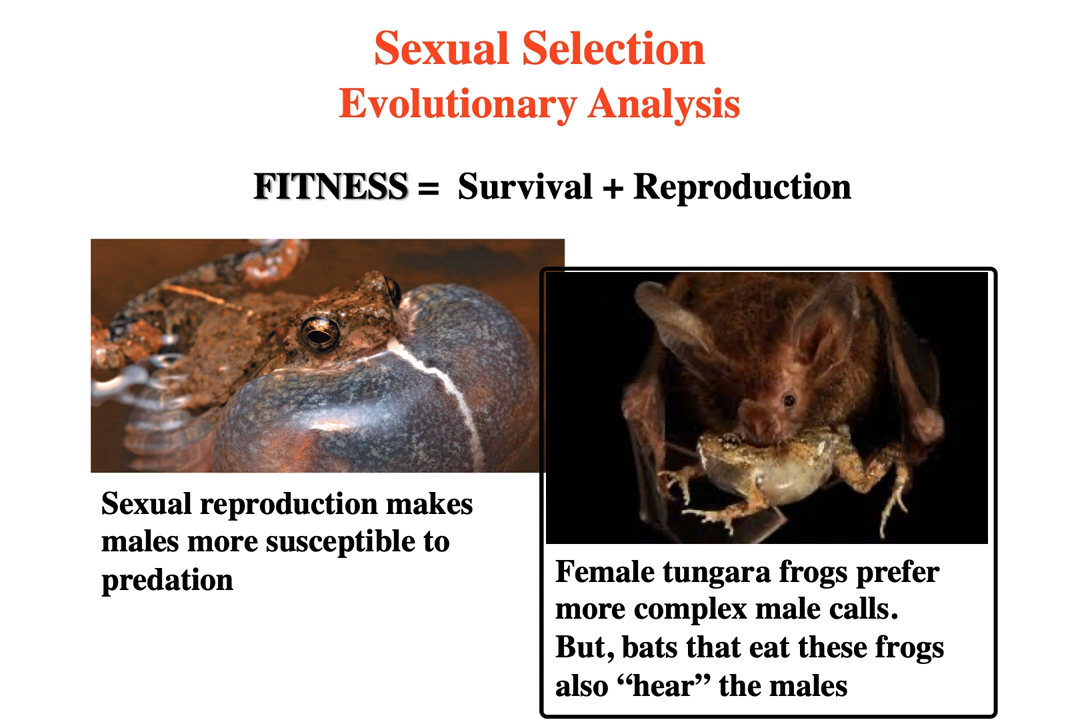 Sexual Selection
Evolutionary Analysis
FITNESS = Survival + Reproduction
Sexual reproduction makes
males more susceptible to
predation
Female tungara frogs prefer
more complex male calls.
But, bats that eat these frogs
also “hear” the males